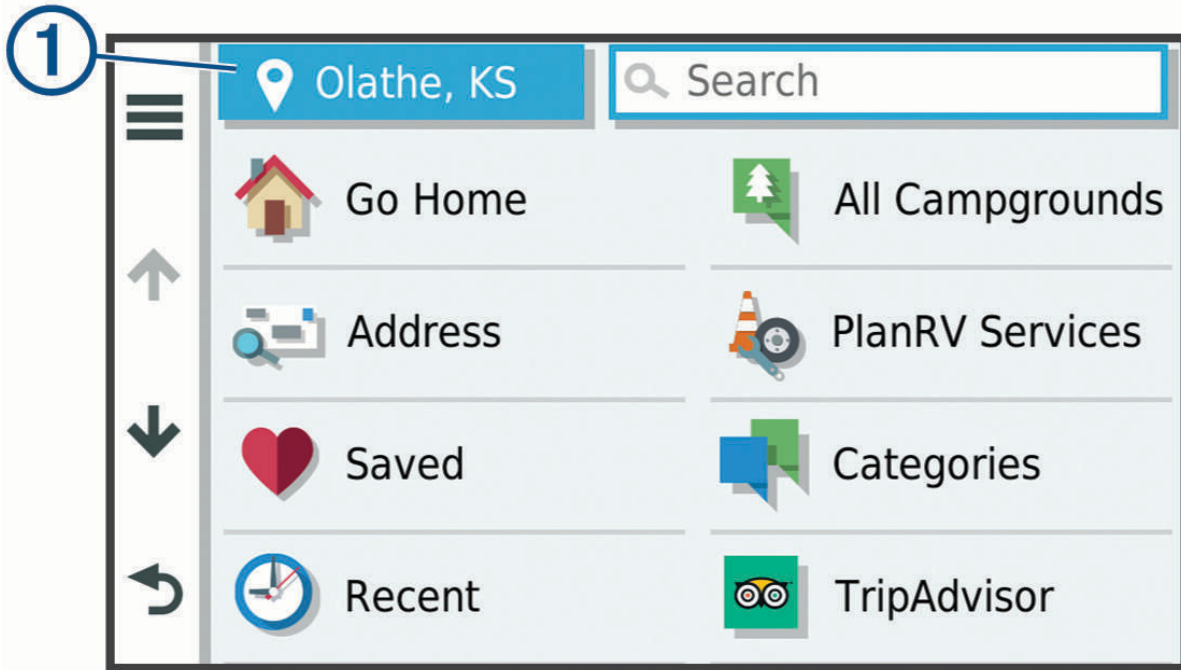 1
Olathe, KS
Search
Go Home
All Campgrounds
Address
PlanRV Services
Saved
Categories
Recent
TripAdvisor